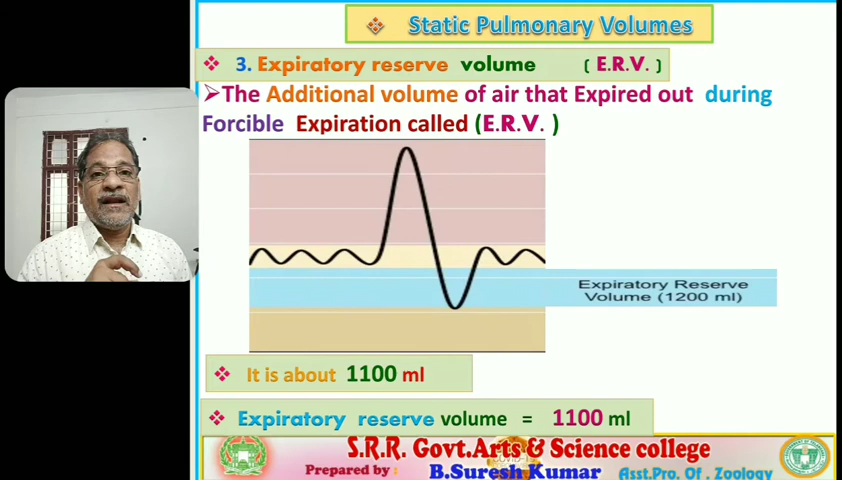 Static Pulmonary Volumes
3. Expiratory reserve volume ( E.R.V. )
The Additional volume of air that Expired out during
Forcible Expiration called (E.R.V. )
Expiratory Reserve
Volume (1200 ml)
It is about 1100 ml
Expiratory reserve volume = 1100 ml
S.R.R. Govt.Arts & Science college
Prepared by : B.Suresh Kumar Asst.Pro. Of . Zoology